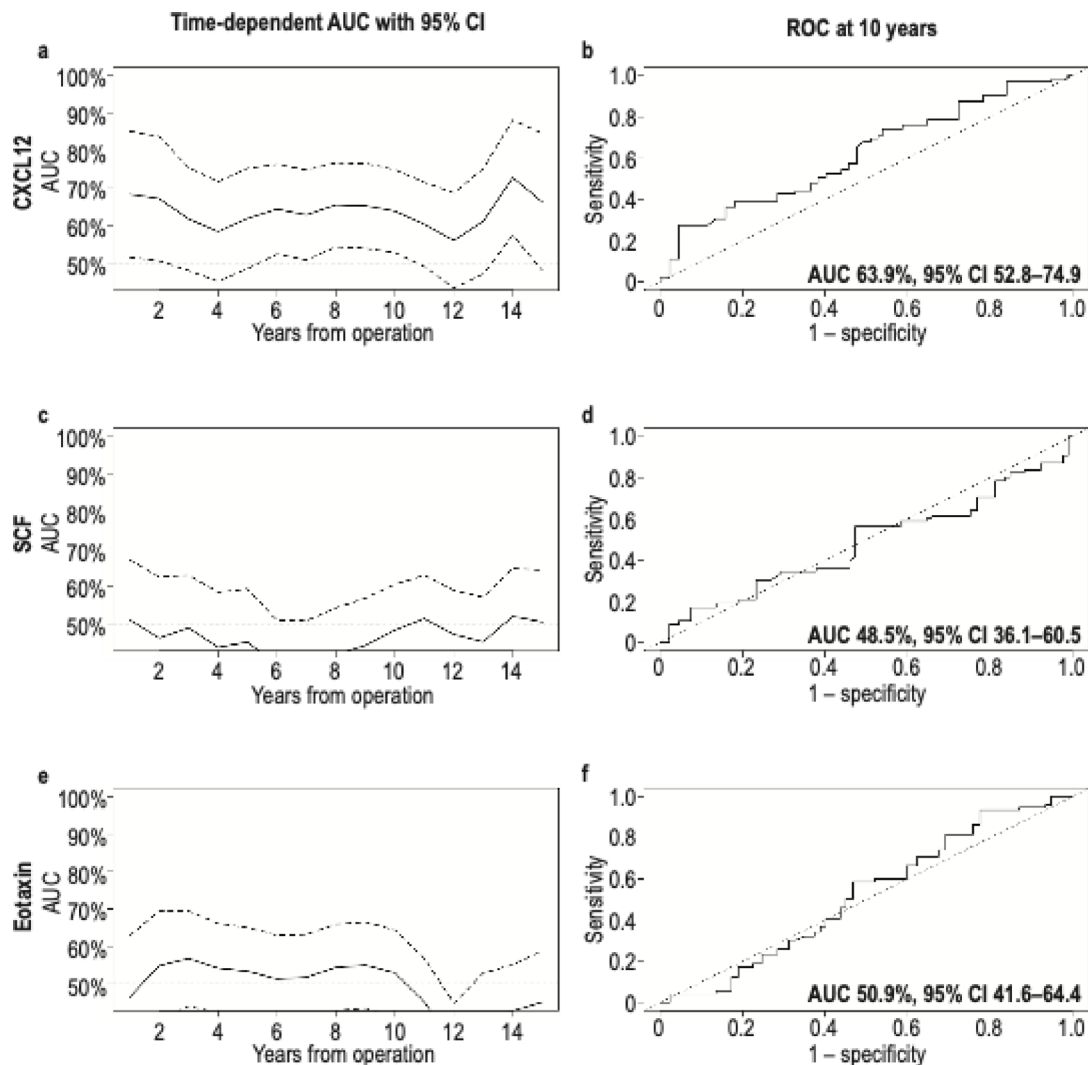 Time-dependent AUC with 95% CI
ROC at 10 years
a
CXCL12
AUC
100%
90%
80%
70%
60%
50%
2 4 6 8 10 12 14
Years from operation
b
Sensitivity
1.0
0.8
0.6
0.4
0.2
0
AUC 63.9%, 95% CI 52.8–74.9
0 0.2 0.4 0.6 0.8 1.0
1 – specificity
c
SCF
AUC
100%
90%
80%
70%
60%
50%
2 4 6 8 10 12 14
Years from operation
d
Sensitivity
1.0
0.8
0.6
0.4
0.2
0
AUC 48.5%, 95% CI 36.1–60.5
0 0.2 0.4 0.6 0.8 1.0
1 – specificity
e
Eotaxin
AUC
100%
90%
80%
70%
60%
50%
2 4 6 8 10 12 14
Years from operation
f
Sensitivity
1.0
0.8
0.6
0.4
0.2
0
AUC 50.9%, 95% CI 41.6–64.4
0 0.2 0.4 0.6 0.8 1.0
1 – specificity